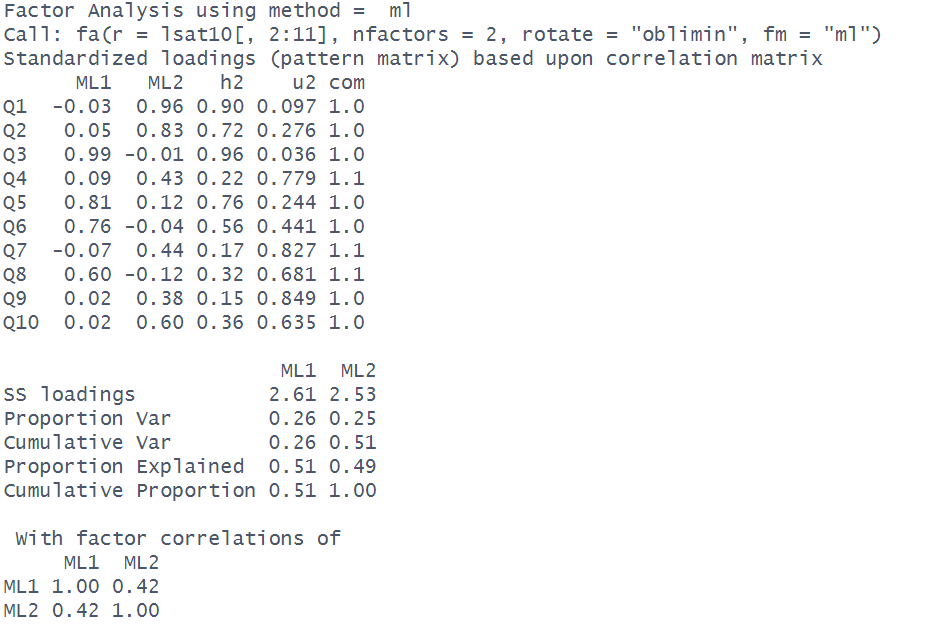 Factor Analysis using method =  ml
Call: fa(r = lsat10[, 2:11], nfactors = 2, rotate = "oblimin", fm = "ml")
Standardized loadings (pattern matrix) based upon correlation matrix
      ML1   ML2   h2    u2 com
Q1  -0.03  0.96 0.90 0.097 1.0
Q2   0.05  0.83 0.72 0.276 1.0
Q3   0.99 -0.01 0.96 0.036 1.0
Q4   0.09  0.43 0.22 0.779 1.1
Q5   0.81  0.12 0.76 0.244 1.0
Q6   0.76 -0.04 0.56 0.441 1.0
Q7  -0.07  0.44 0.17 0.827 1.1
Q8   0.60 -0.12 0.32 0.681 1.1
Q9   0.02  0.38 0.15 0.849 1.0
Q10  0.02  0.60 0.36 0.635 1.0

                       ML1  ML2
SS loadings           2.61 2.53
Proportion Var        0.26 0.25
Cumulative Var        0.26 0.51
Proportion Explained  0.51 0.49
Cumulative Proportion 0.51 1.00

 With factor correlations of
     ML1  ML2
ML1 1.00 0.42
ML2 0.42 1.00